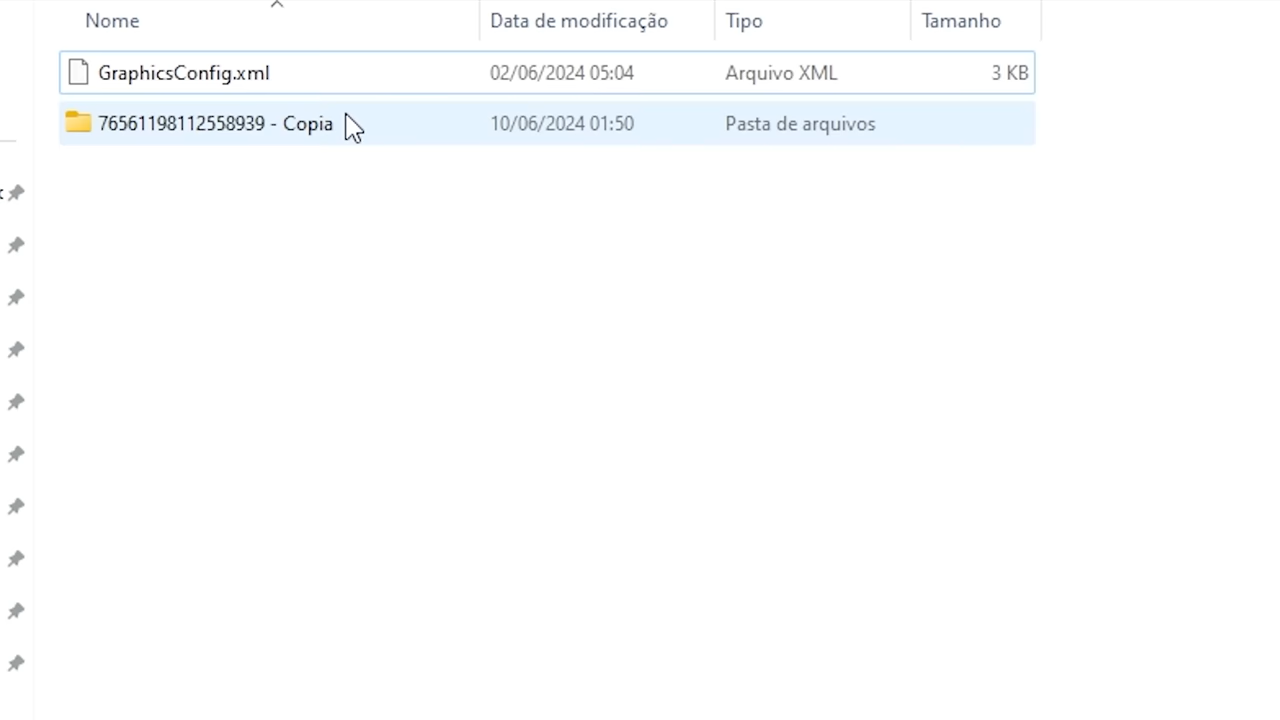 Nome Data de modificação Tipo Tamanho
GraphicsConfig.xml 02/06/2024 05:04 Arquivo XML 3 KB
76561198112558939 - Copia 10/06/2024 01:50 Pasta de arquivos